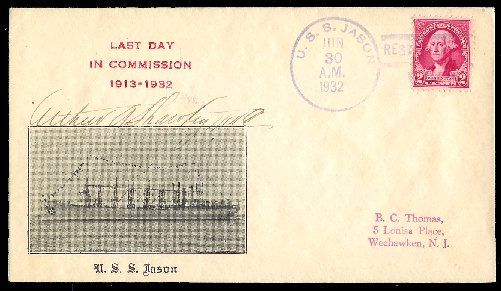 LAST DAY
IN COMMISSION
1913-1932
U. S. S. JASON
JUN
30
A.M.
1932
U. S. S. Jason
B. C. Thomas,
5 Louisa Place,
Weehawken, N. J.